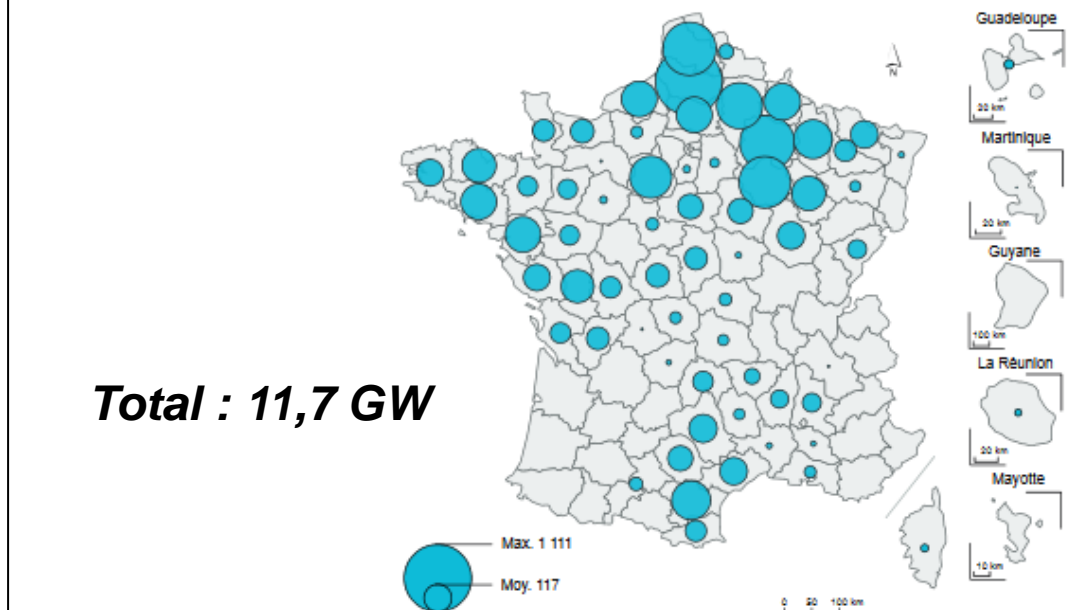 Guadeloupe
N
20 km
Martinique
20 km
Guyane
100 km
La Réunion
20 km
Mayotte
10 km
Total : 11,7 GW
Max. 1 111
Moy. 117
0 50 100 km